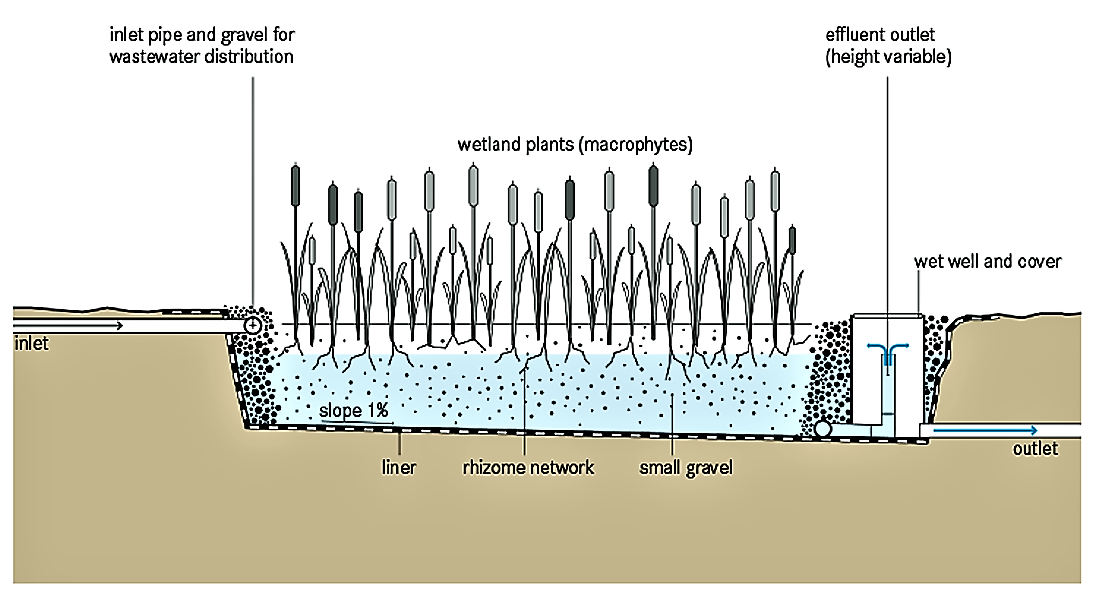 inlet pipe and gravel for
wastewater distribution
effluent outlet
(height variable)
wetland plants (macrophytes)
wet well and cover
inlet
slope 1%
liner
rhizome network
small gravel
outlet